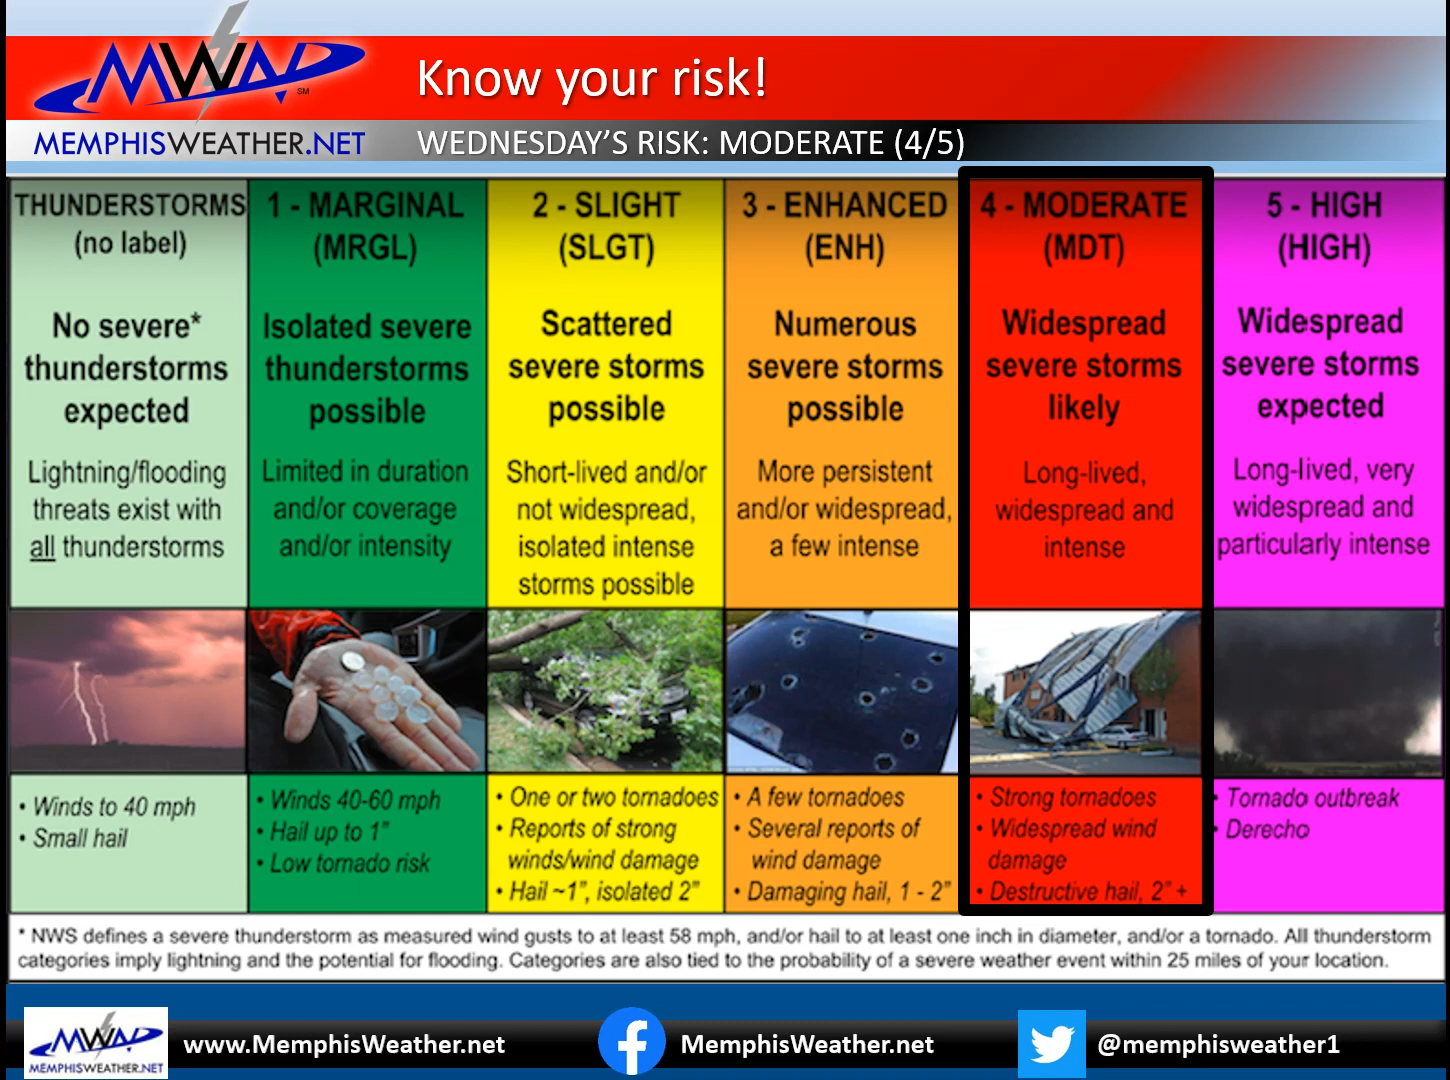 MWAP SM
MEMPHISWEATHER.NET
Know your risk!
WEDNESDAY'S RISK: MODERATE (4/5)
THUNDERSTORMS
(no label)
No severe*
thunderstorms
expected
Lightning/flooding
threats exist with
all thunderstorms
• Winds to 40 mph
• Small hail
1 - MARGINAL
(MRGL)
Isolated severe
thunderstorms
possible
Limited in duration
and/or coverage
and/or intensity
• Winds 40-60 mph
• Hail up to 1"
• Low tornado risk
2 - SLIGHT
(SLGT)
Scattered
severe storms
possible
Short-lived and/or
not widespread,
isolated intense
storms possible
• One or two tornadoes
• Reports of strong
winds/wind damage
• Hail ~1", isolated 2"
3 - ENHANCED
(ENH)
Numerous
severe storms
possible
More persistent
and/or widespread,
a few intense
• A few tornadoes
• Several reports of
wind damage
• Damaging hail, 1 - 2"
4 - MODERATE
(MDT)
Widespread
severe storms
likely
Long-lived,
widespread and
intense
• Strong tornadoes
• Widespread wind
damage
• Destructive hail, 2" +
5 - HIGH
(HIGH)
Widespread
severe storms
expected
Long-lived, very
widespread and
particularly intense
• Tornado outbreak
• Derecho
* NWS defines a severe thunderstorm as measured wind gusts to at least 58 mph, and/or hail to at least one inch in diameter, and/or a tornado. All thunderstorm
categories imply lightning and the potential for flooding. Categories are also tied to the probability of a severe weather event within 25 miles of your location.
MWAP
MEMPHISWEATHER.NET
www.MemphisWeather.net
MemphisWeather.net
@memphisweather1